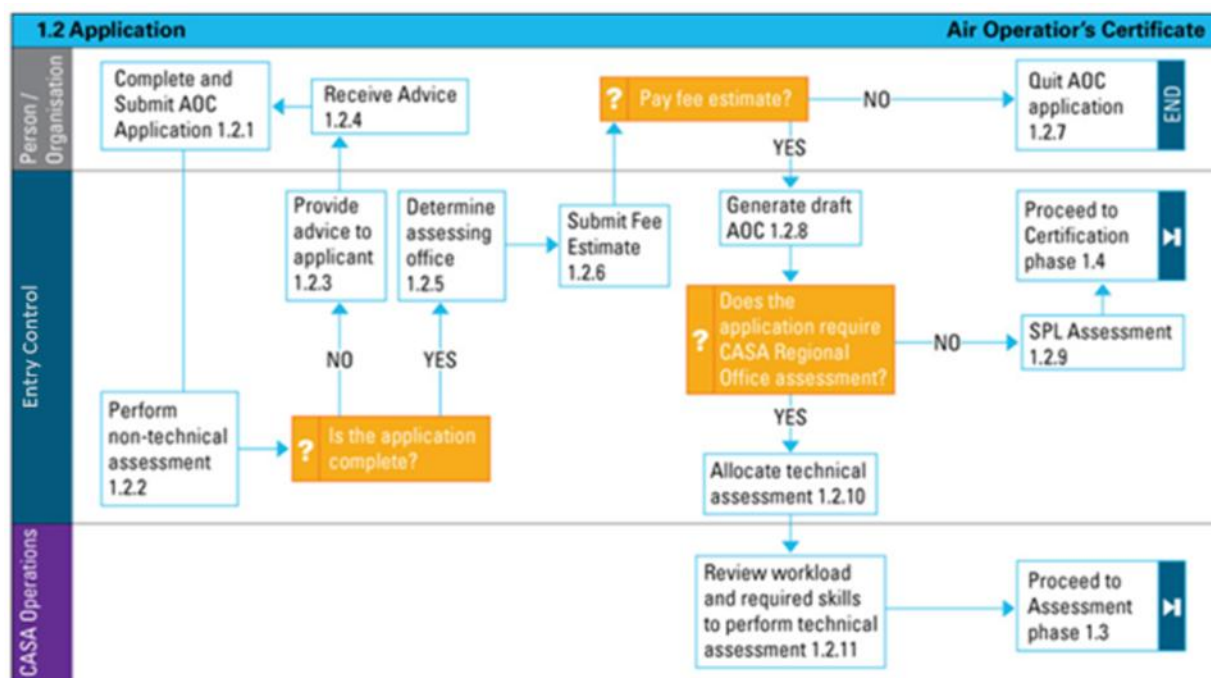 1.2 Application
Air Operatior's Certificate
Person /
Organisation
Complete and
Submit AOC
Application 1.2.1
Receive Advice
1.2.4
? Pay fee estimate?
NO
Quit AOC
application
1.2.7
END
YES
Entry Control
Provide
advice to
applicant
1.2.3
Determine
assessing
office
1.2.5
Submit Fee
Estimate
1.2.6
Generate draft
AOC 1.2.8
Proceed to
Certification
phase 1.4
NO
YES
? Does the
application require
CASA Regional
Office assessment?
NO
SPL Assessment
1.2.9
Perform
non-technical
assessment
1.2.2
? Is the application
complete?
YES
Allocate technical
assessment 1.2.10
CASA Operations
Review workload
and required skills
to perform technical
assessment 1.2.11
Proceed to
Assessment
phase 1.3